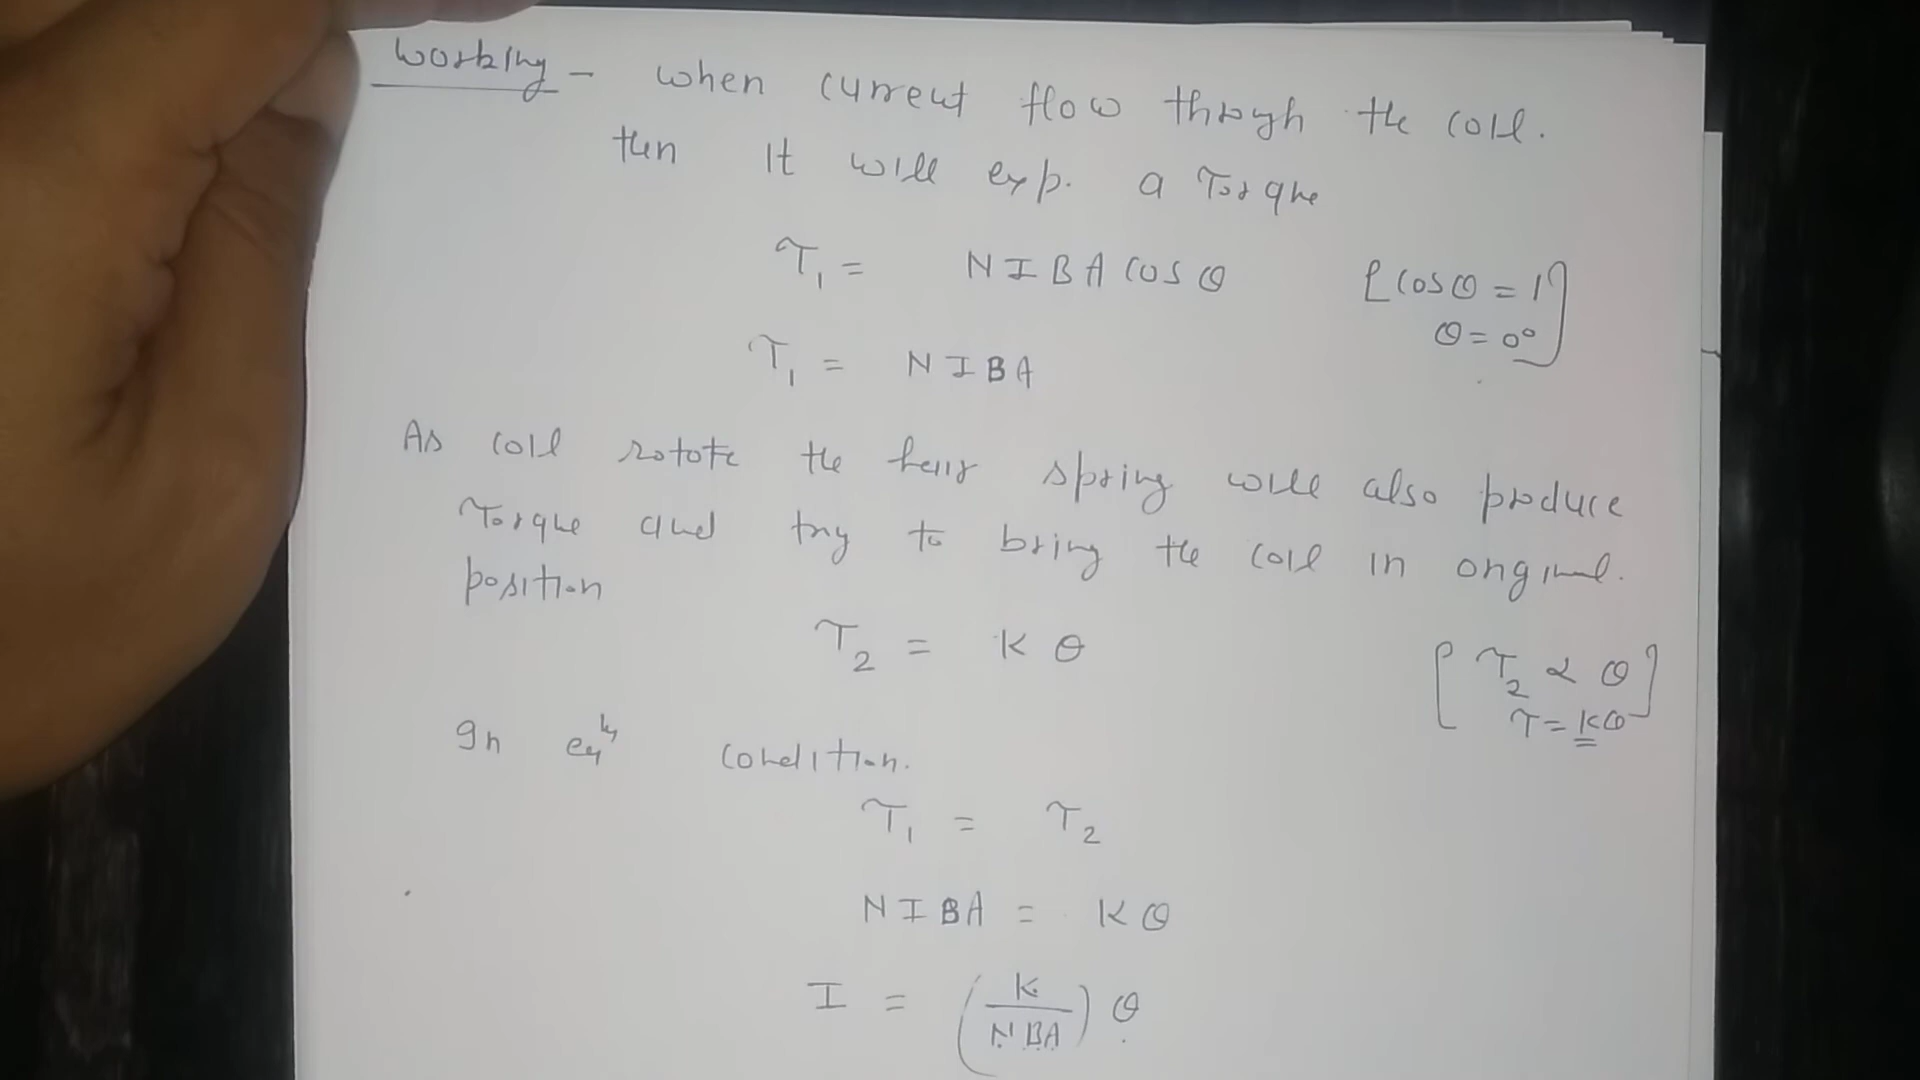 Working - when current flow through the coil.
then it will exp. a Torque
τ₁ = NIBA cos θ [cos θ = 1
θ = 0°]
τ₁ = NIBA
As coil rotate the hair spring will also produce
Torque and try to bring the coil in original.
position
τ₂ = K θ [τ₂ ∝ θ
τ = Kθ]
In eqᵇʸ condition.
τ₁ = τ₂
NIBA = Kθ
I = (K/NBA) θ